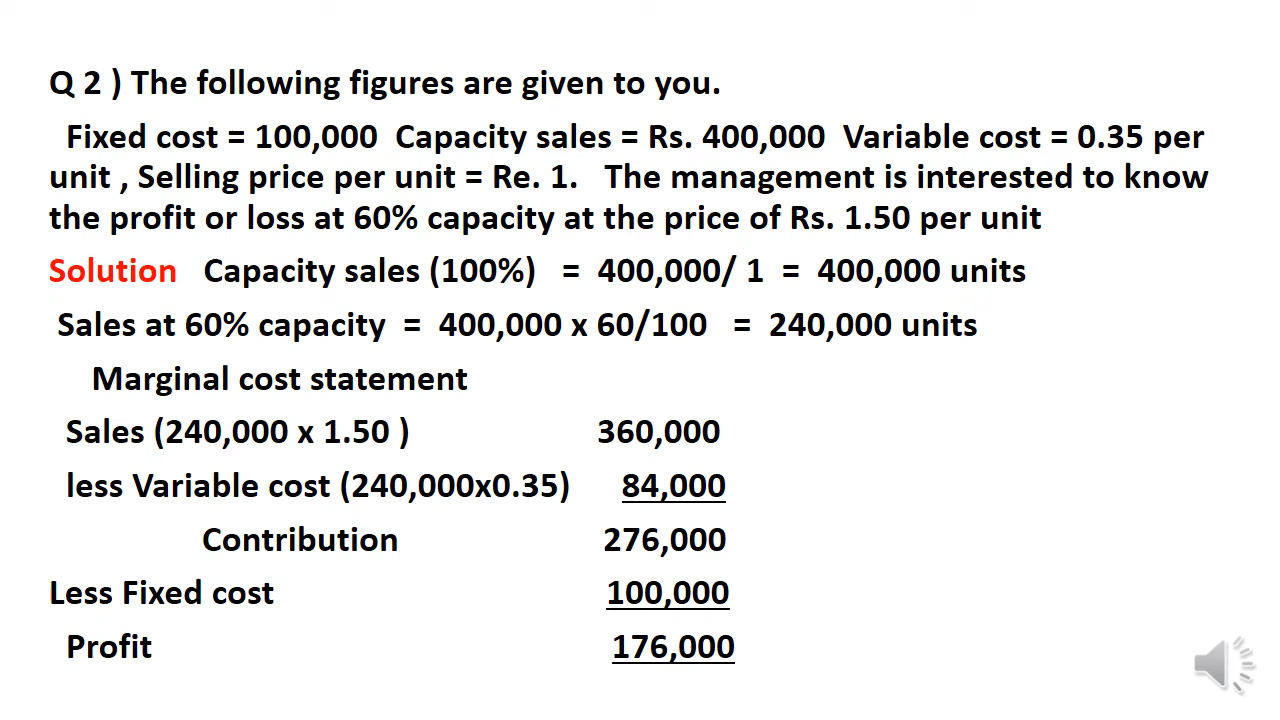 Q 2 ) The following figures are given to you.
Fixed cost = 100,000 Capacity sales = Rs. 400,000 Variable cost = 0.35 per
unit , Selling price per unit = Re. 1. The management is interested to know
the profit or loss at 60% capacity at the price of Rs. 1.50 per unit
Solution Capacity sales (100%) = 400,000/ 1 = 400,000 units
Sales at 60% capacity = 400,000 x 60/100 = 240,000 units
Marginal cost statement
Sales (240,000 x 1.50 ) 360,000
less Variable cost (240,000x0.35) 84,000
Contribution 276,000
Less Fixed cost 100,000
Profit 176,000